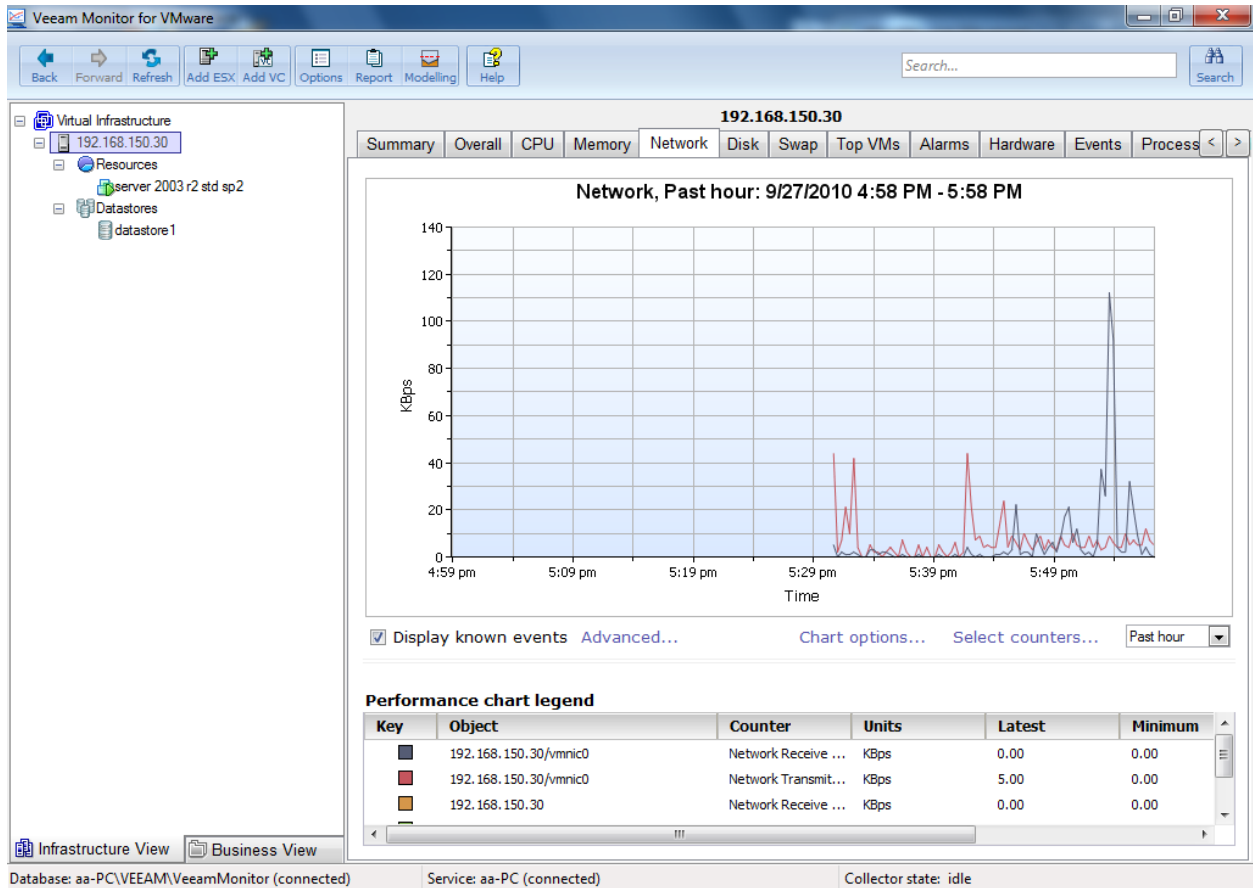 Veeam Monitor for VMware
Back Forward Refresh Add ESX Add VC Options Report Modelling Help
Search...
Search
Virtual Infrastructure
192.168.150.30
Resources
server 2003 r2 std sp2
Datastores
datastore1
192.168.150.30
Summary Overall CPU Memory Network Disk Swap Top VMs Alarms Hardware Events Process < >
Network, Past hour: 9/27/2010 4:58 PM - 5:58 PM
140
120
100
80
60
40
20
0
KBps
4:59 pm 5:09 pm 5:19 pm 5:29 pm 5:39 pm 5:49 pm
Time
Display known events Advanced... Chart options... Select counters... Past hour
Performance chart legend
Key Object Counter Units Latest Minimum
192.168.150.30/vmnic0 Network Receive ... KBps 0.00 0.00
192.168.150.30/vmnic0 Network Transmit... KBps 5.00 0.00
192.168.150.30 Network Receive ... KBps 0.00 0.00
Infrastructure View Business View
Database: aa-PC\VEEAM\VeeamMonitor (connected) Service: aa-PC (connected) Collector state: idle